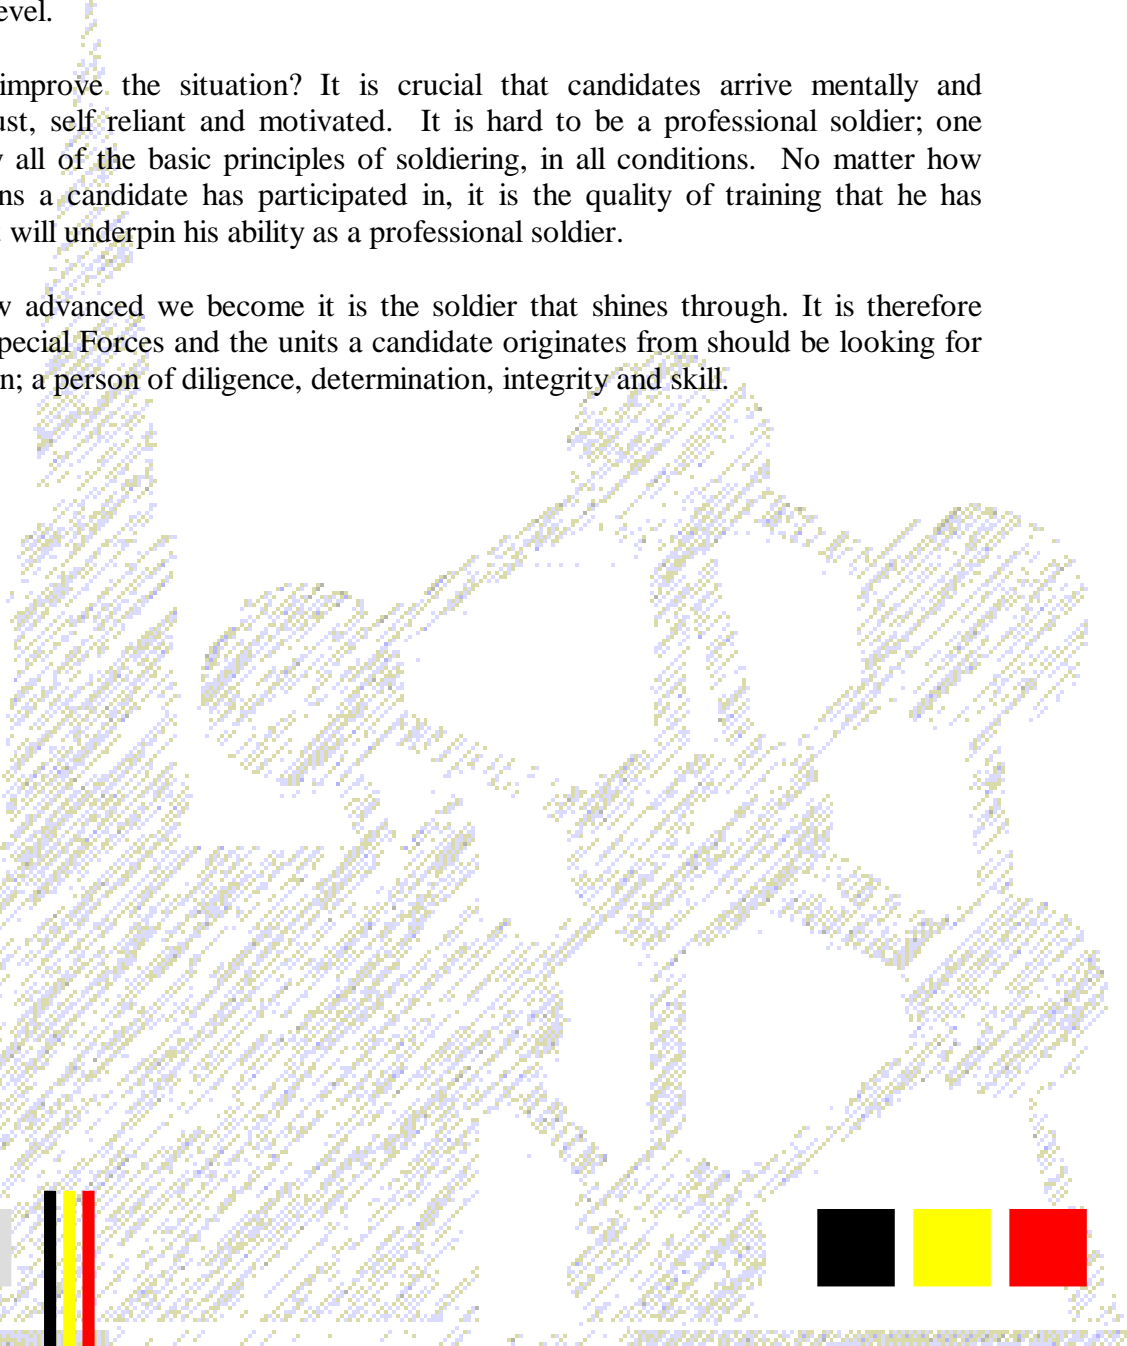 evel.
improve the situation? It is crucial that candidates arrive mentally and
ust, self reliant and motivated. It is hard to be a professional soldier; one
all of the basic principles of soldiering, in all conditions. No matter how
ns a candidate has participated in, it is the quality of training that he has
will underpin his ability as a professional soldier.
w advanced we become it is the soldier that shines through. It is therefore
pecial Forces and the units a candidate originates from should be looking for
n; a person of diligence, determination, integrity and skill.